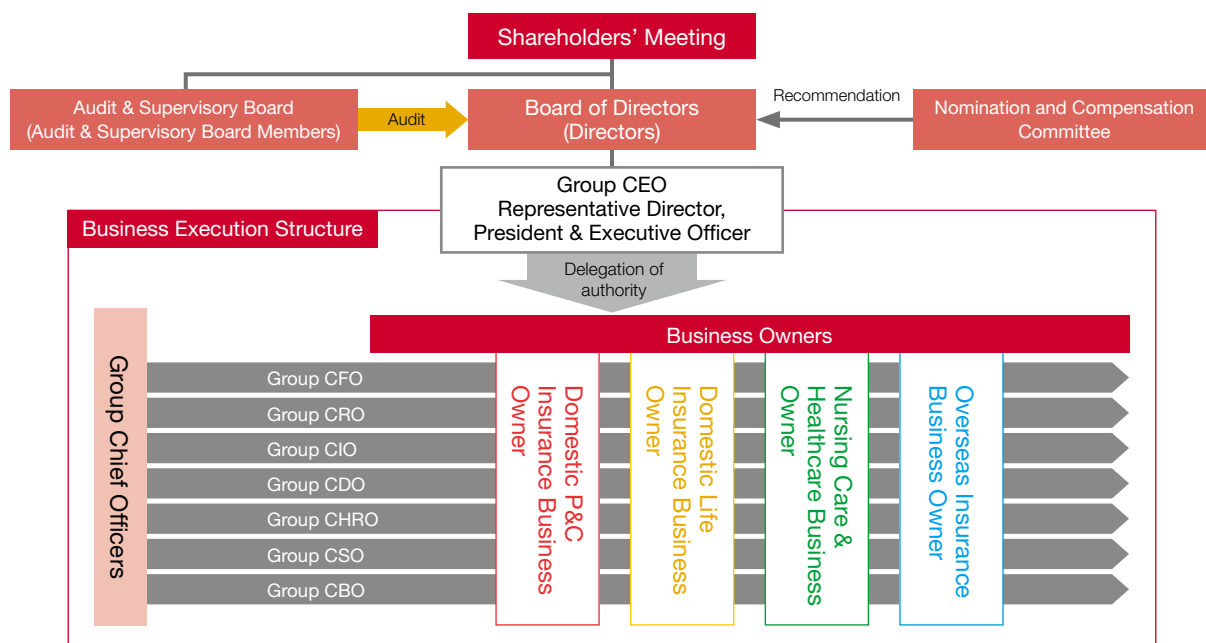 Shareholders’ Meeting
Audit & Supervisory Board
(Audit & Supervisory Board Members)
Audit
Board of Directors
(Directors)
Recommendation
Nomination and Compensation
Committee
Group CEO
Representative Director,
President & Executive Officer
Business Execution Structure
Delegation of
authority
Business Owners
Group Chief Officers
Group CFO
Group CRO
Group CIO
Group CDO
Group CHRO
Group CSO
Group CBO
Domestic P&C
Insurance Business
Owner
Domestic Life
Insurance Business
Owner
Nursing Care &
Healthcare Business
Owner
Overseas Insurance
Business Owner